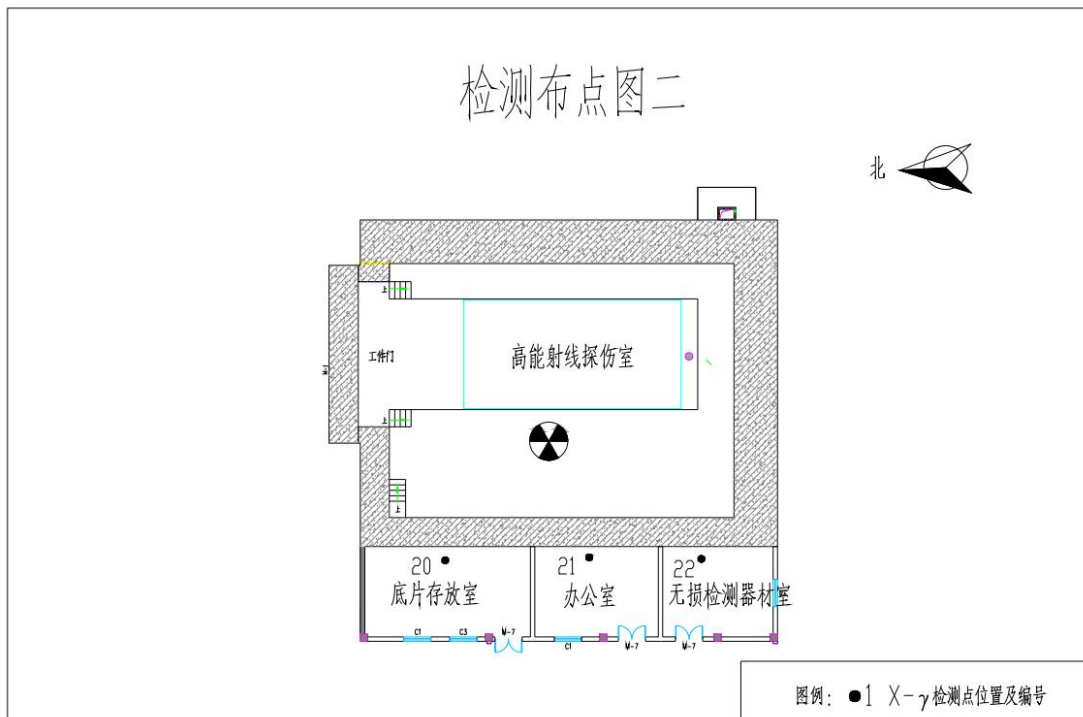 检测布点图二
北
上
工件门
高能射线探伤室
M-1
上
上
20
底片存放室
21
办公室
22
无损检测器材室
C1
C3
M-7
C1
M-7
M-7
图例: ●1 X-γ检测点位置及编号